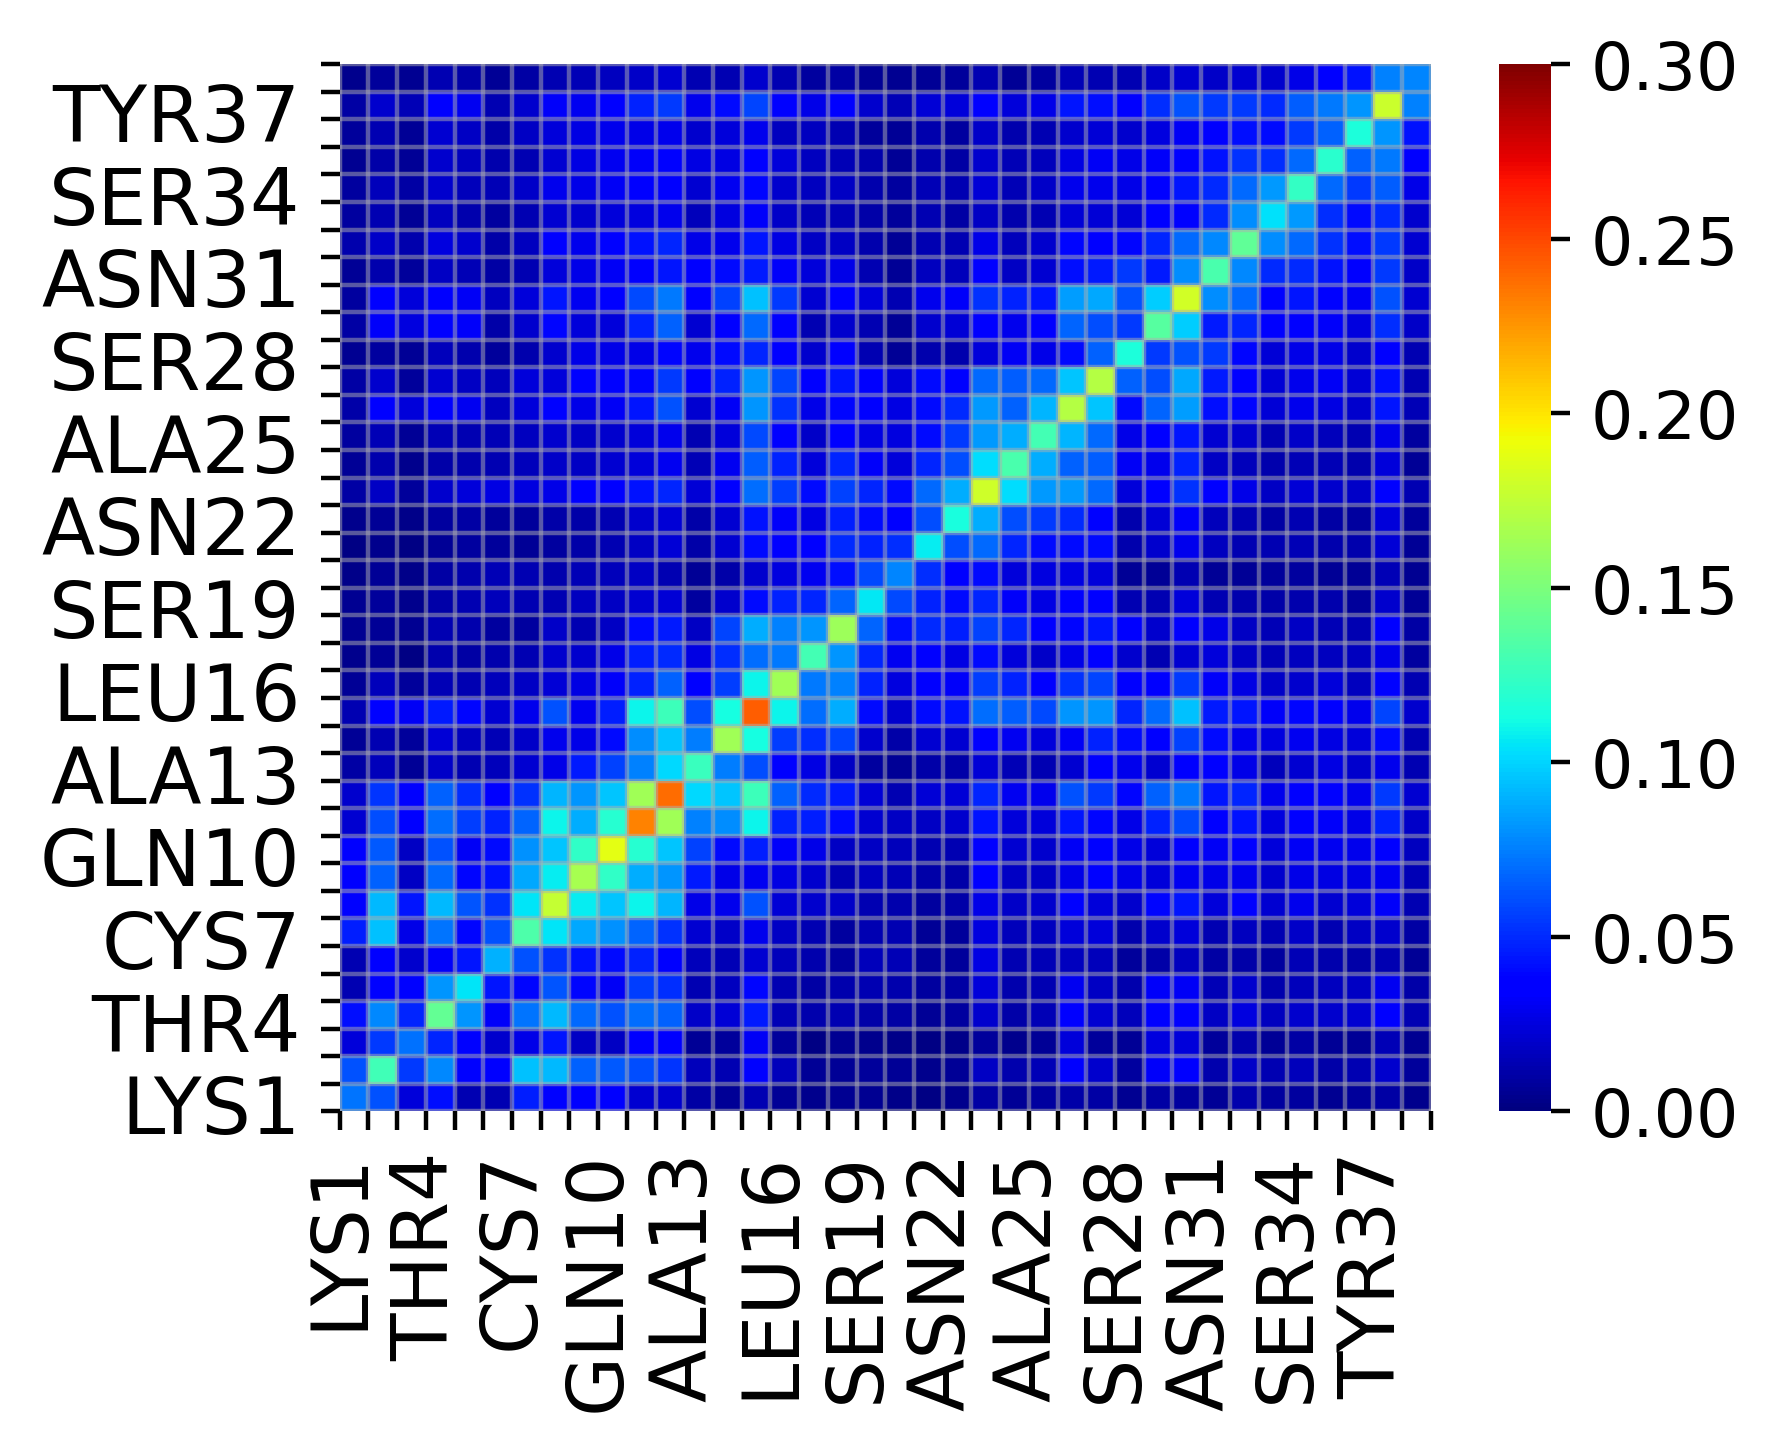 TYR37
SER34
ASN31
SER28
ALA25
ASN22
SER19
LEU16
ALA13
GLN10
CYS7
THR4
LYS1
LYS1
THR4
CYS7
GLN10
ALA13
LEU16
SER19
ASN22
ALA25
SER28
ASN31
SER34
TYR37
0.30
0.25
0.20
0.15
0.10
0.05
0.00